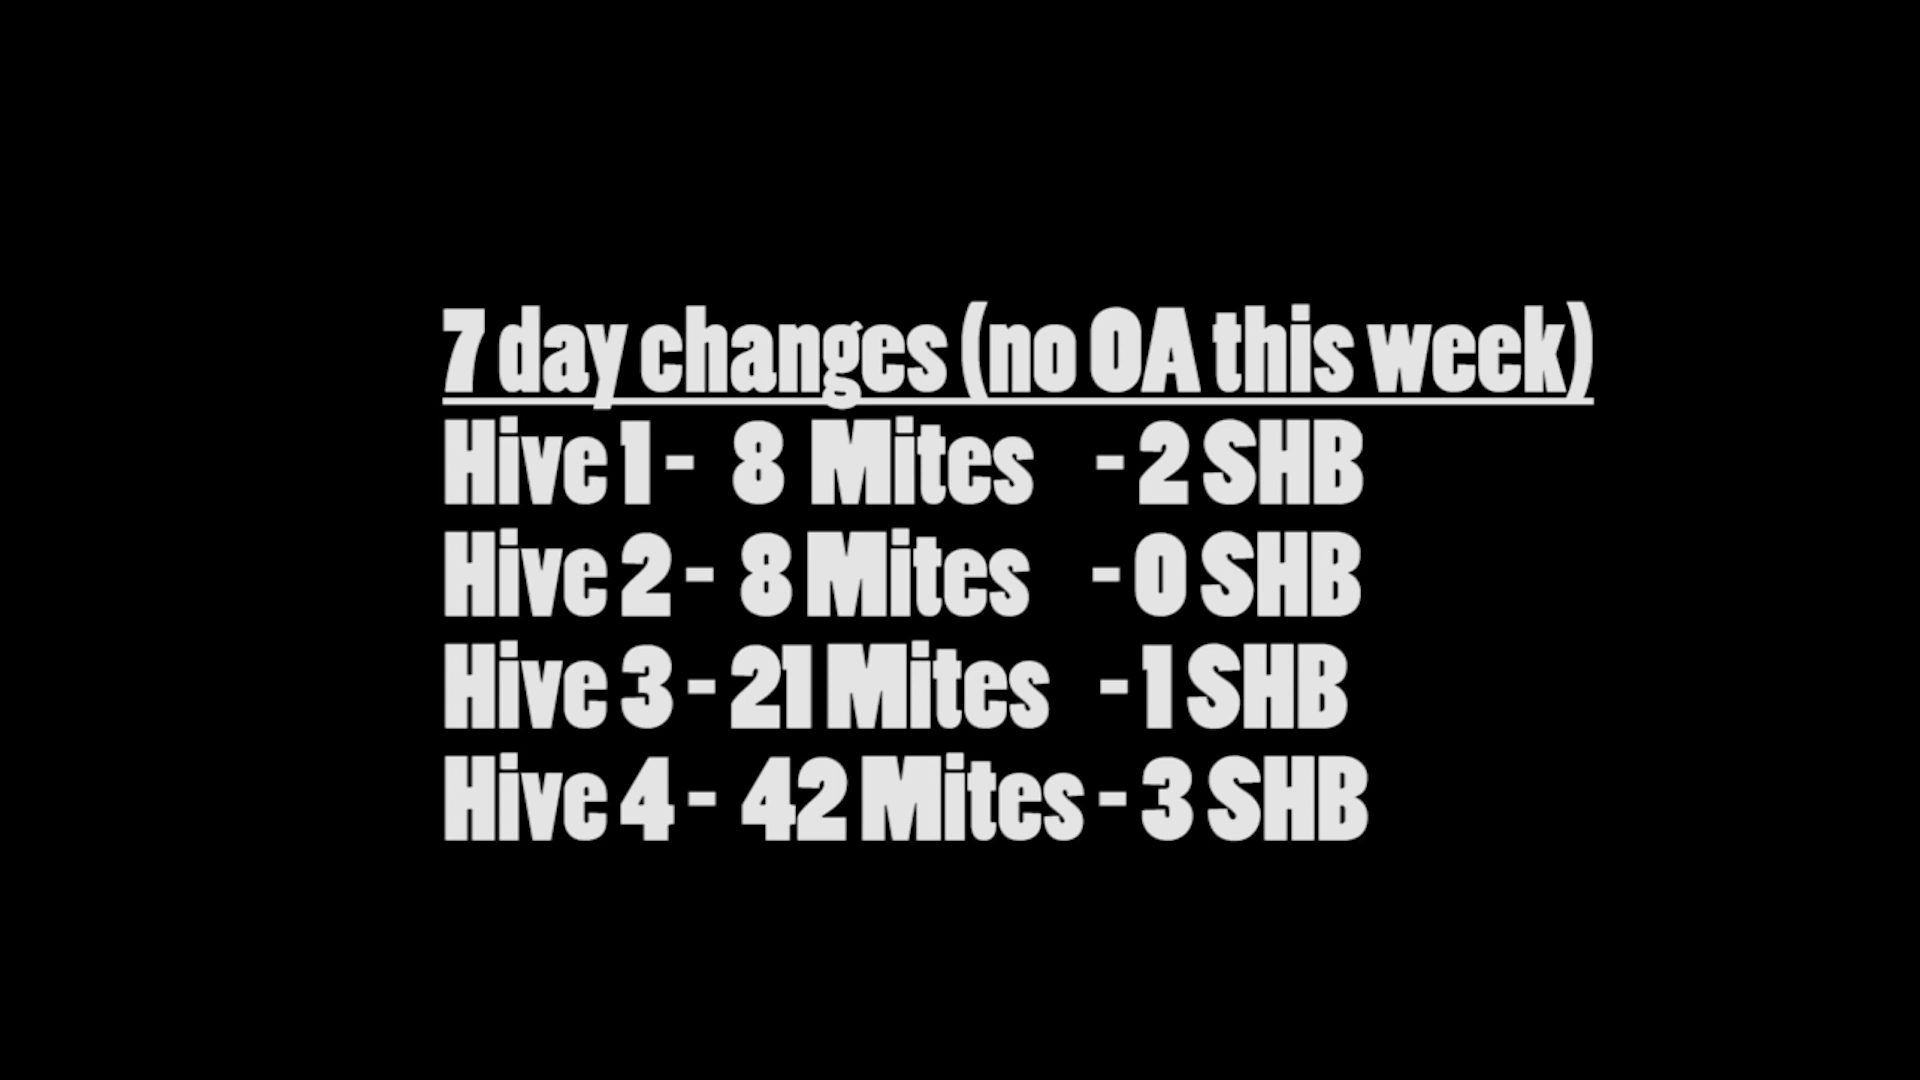 7 day changes (no OA this week)
Hive 1 - 8 Mites - 2 SHB
Hive 2 - 8 Mites - 0 SHB
Hive 3 - 21 Mites - 1 SHB
Hive 4 - 42 Mites - 3 SHB